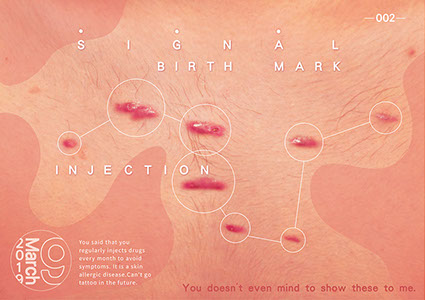 —002—
SIGNAL
BIRTH MARK
INJECTION
2019
March
9
You said that you
regularly injects drugs
every month to avoid
symptoms. It is a skin
allergic disease.Can't go
tattoo in the future.
You doesn't even mind to show these to me.